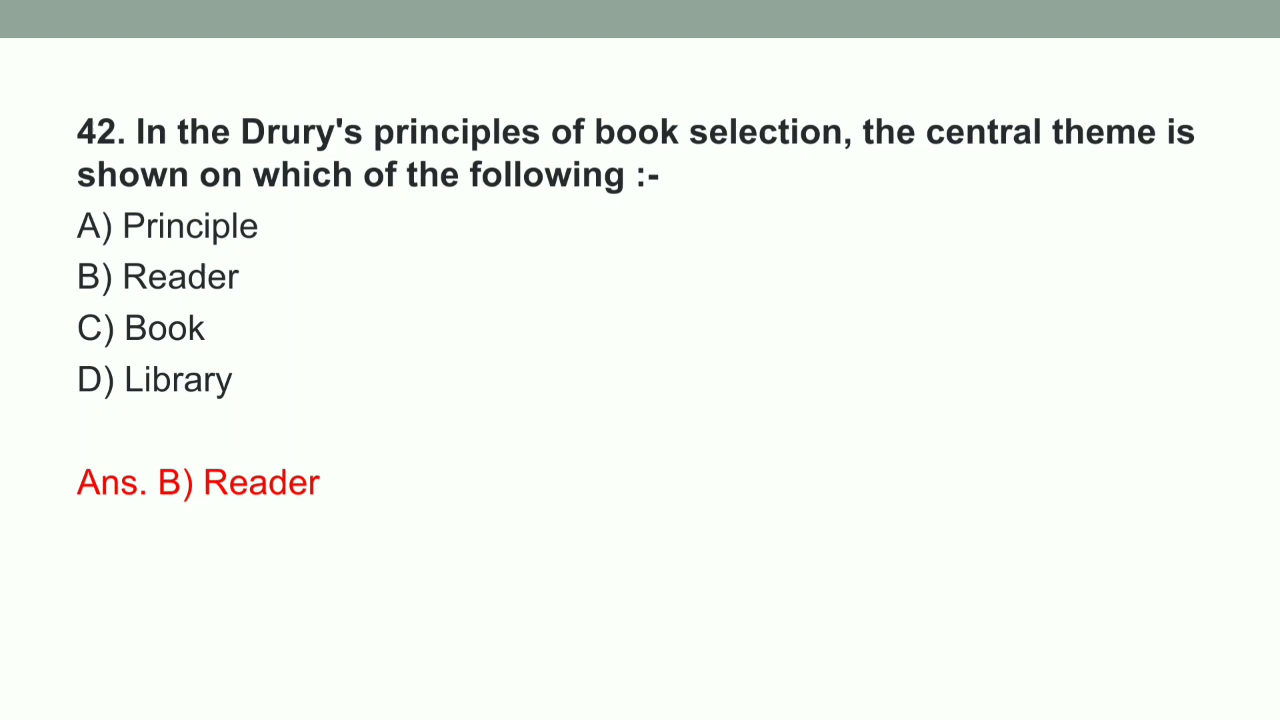 42. In the Drury's principles of book selection, the central theme is
shown on which of the following :-
A) Principle
B) Reader
C) Book
D) Library
Ans. B) Reader